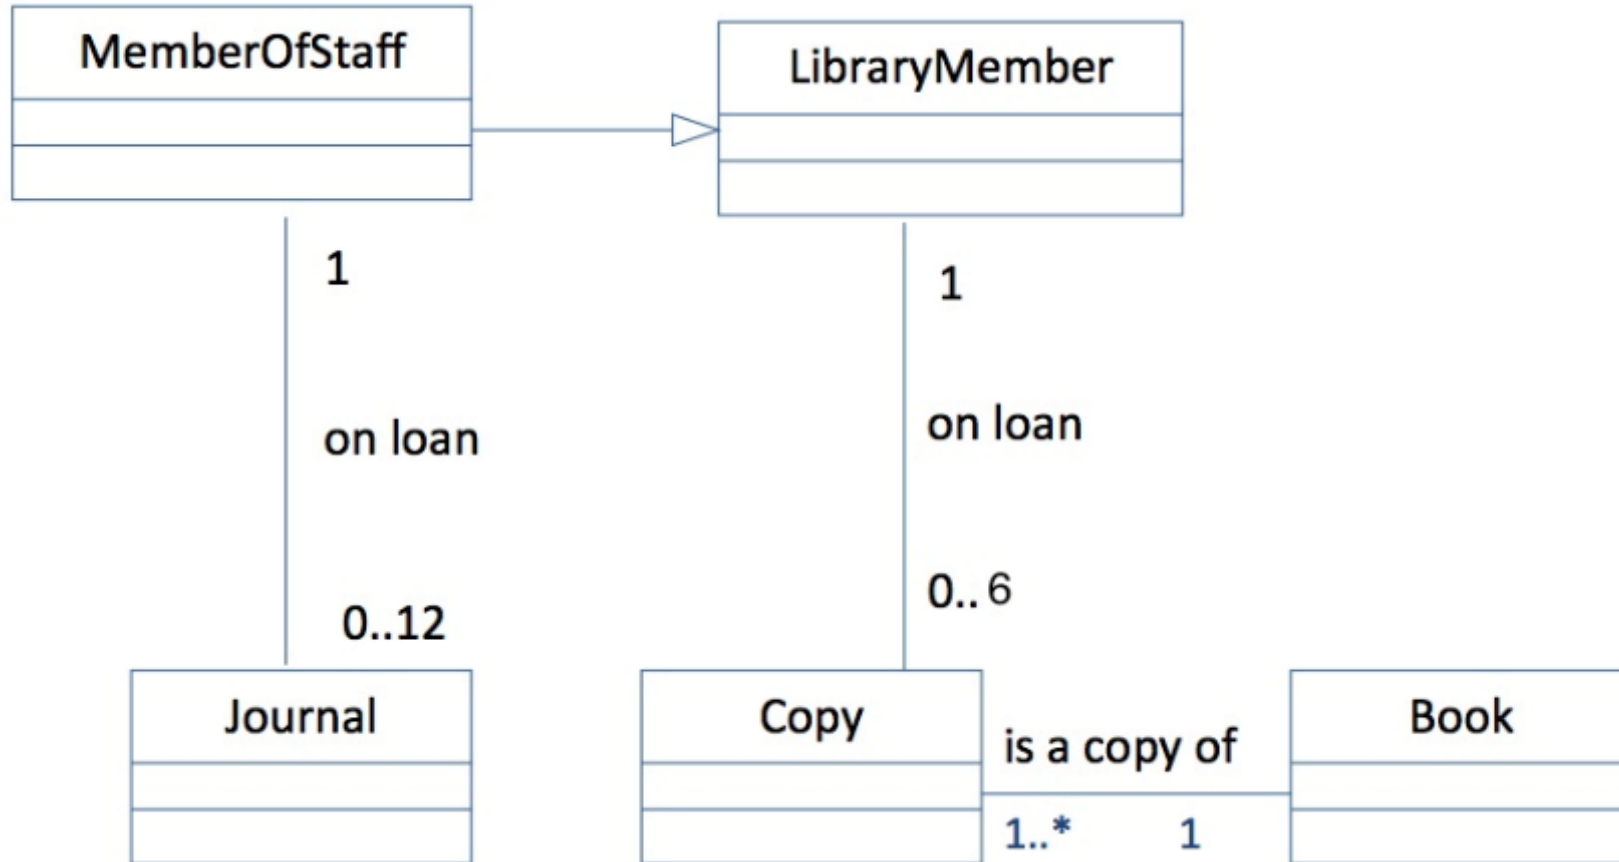 MemberOfStaff
LibraryMember
1
1
on loan
on loan
0..12
0.. 6
Journal
Copy
is a copy of
Book
1..*
1